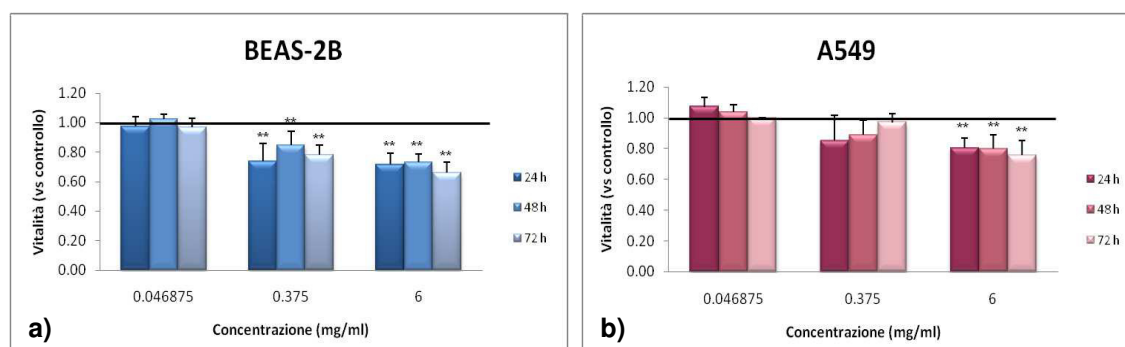 BEAS-2B
Vitalità (vs controllo)
1.20
1.00
0.80
0.60
0.40
0.20
0.00
** ** ** ** ** **
24 h
48 h
72 h
0.046875 0.375 6
Concentrazione (mg/ml)
a)
A549
Vitalità (vs controllo)
1.20
1.00
0.80
0.60
0.40
0.20
0.00
** ** **
24 h
48 h
72 h
0.046875 0.375 6
Concentrazione (mg/ml)
b)